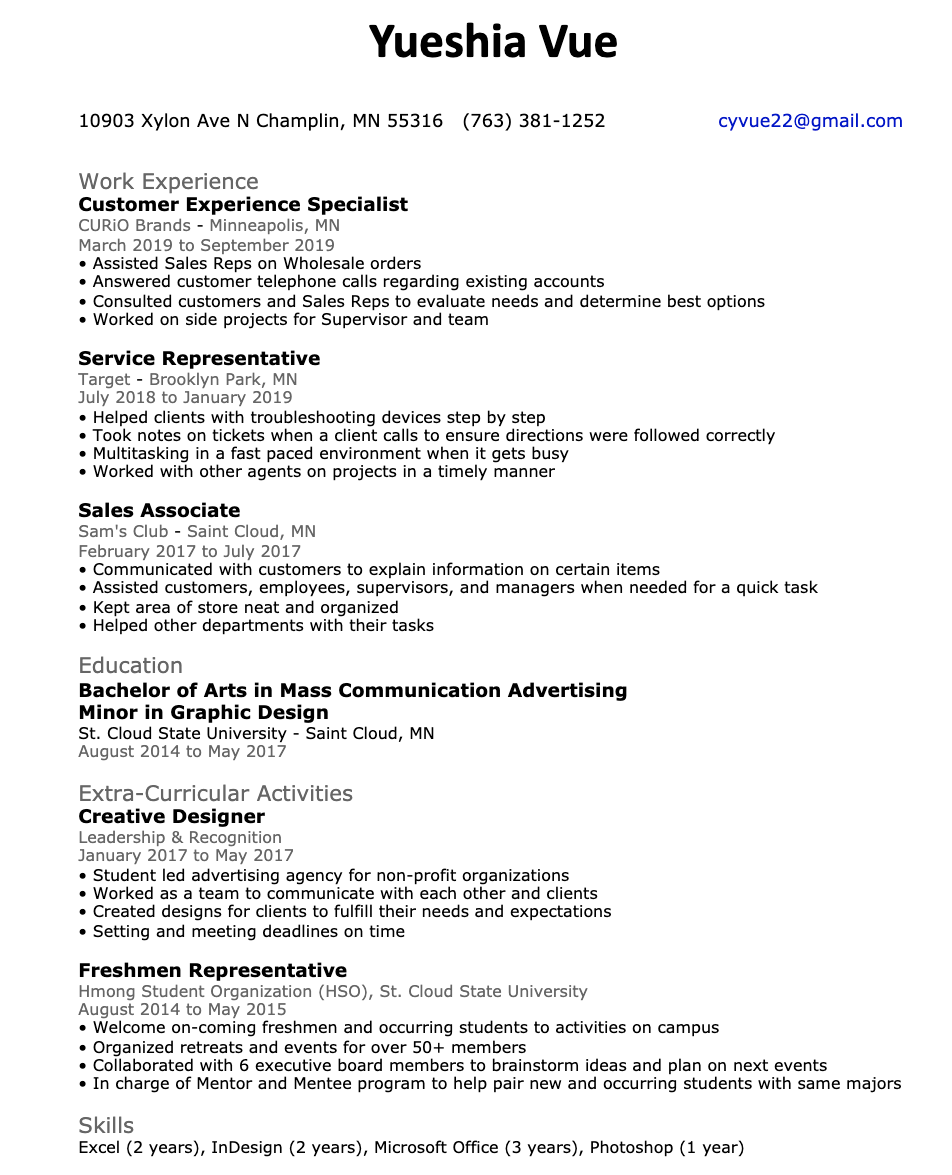 Yueshia Vue
10903 Xylon Ave N Champlin, MN 55316 (763) 381-1252 cyvue22@gmail.com
Work Experience
Customer Experience Specialist
CURiO Brands - Minneapolis, MN
March 2019 to September 2019
• Assisted Sales Reps on Wholesale orders
• Answered customer telephone calls regarding existing accounts
• Consulted customers and Sales Reps to evaluate needs and determine best options
• Worked on side projects for Supervisor and team
Service Representative
Target - Brooklyn Park, MN
July 2018 to January 2019
• Helped clients with troubleshooting devices step by step
• Took notes on tickets when a client calls to ensure directions were followed correctly
• Multitasking in a fast paced environment when it gets busy
• Worked with other agents on projects in a timely manner
Sales Associate
Sam's Club - Saint Cloud, MN
February 2017 to July 2017
• Communicated with customers to explain information on certain items
• Assisted customers, employees, supervisors, and managers when needed for a quick task
• Kept area of store neat and organized
• Helped other departments with their tasks
Education
Bachelor of Arts in Mass Communication Advertising
Minor in Graphic Design
St. Cloud State University - Saint Cloud, MN
August 2014 to May 2017
Extra-Curricular Activities
Creative Designer
Leadership & Recognition
January 2017 to May 2017
• Student led advertising agency for non-profit organizations
• Worked as a team to communicate with each other and clients
• Created designs for clients to fulfill their needs and expectations
• Setting and meeting deadlines on time
Freshmen Representative
Hmong Student Organization (HSO), St. Cloud State University
August 2014 to May 2015
• Welcome on-coming freshmen and occurring students to activities on campus
• Organized retreats and events for over 50+ members
• Collaborated with 6 executive board members to brainstorm ideas and plan on next events
• In charge of Mentor and Mentee program to help pair new and occurring students with same majors
Skills
Excel (2 years), InDesign (2 years), Microsoft Office (3 years), Photoshop (1 year)